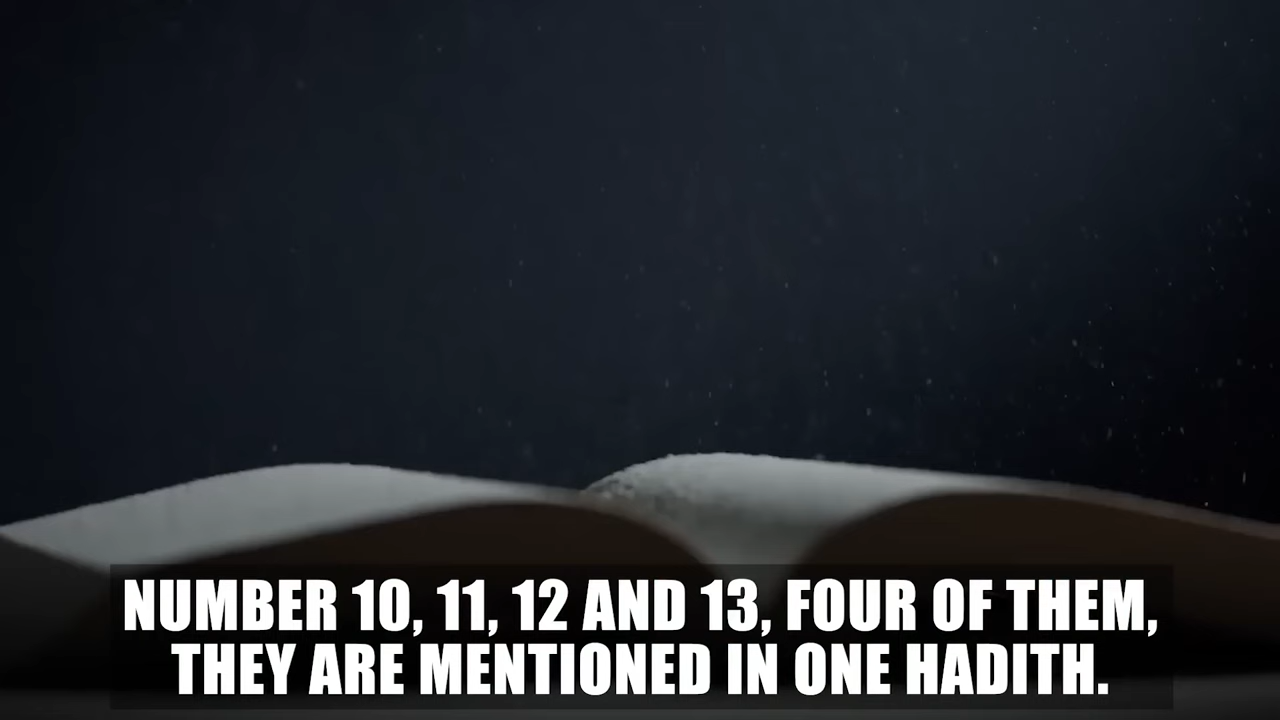 NUMBER 10, 11, 12 AND 13, FOUR OF THEM,
THEY ARE MENTIONED IN ONE HADITH.